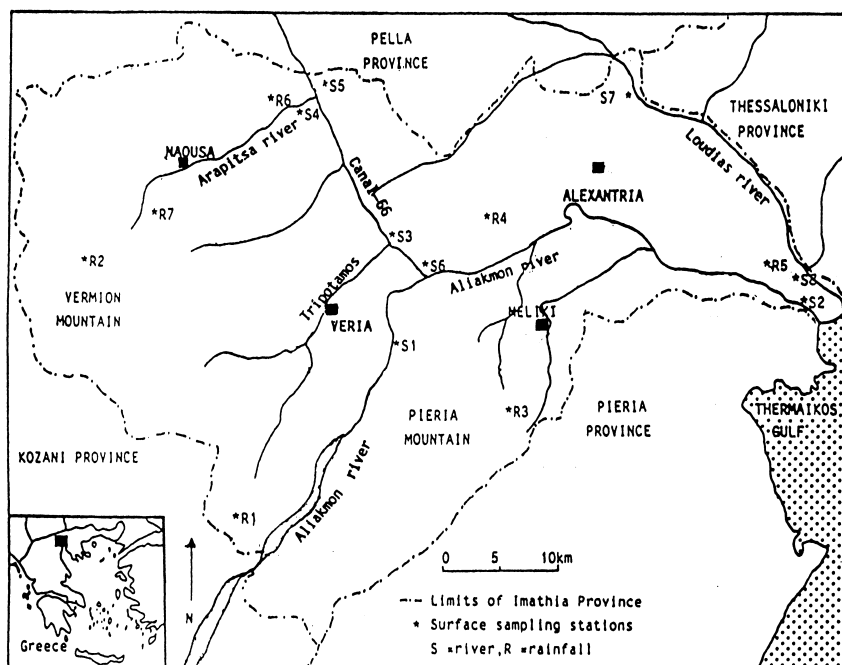 PELLA
PROVINCE
*S5
*R6
*S4
S7 *
THESSALONIKI
PROVINCE
NAOUSA
Arapitsa river
Loudias river
Canal 66
ALEXANTRIA
*R7
*R4
*S3
*R2
*S6
Aliakmon river
*R5
*S8
*S2
VERMION
MOUNTAIN
Tripotamos
VERIA
MELIKI
*S1
PIERIA
MOUNTAIN
*R3
PIERIA
PROVINCE
THERMAIKOS
GULF
KOZANI PROVINCE
Aliakmon river
*R1
N
Greece
0 5 10km
Limits of Imathia Province
* Surface sampling stations
S =river, R =rainfall